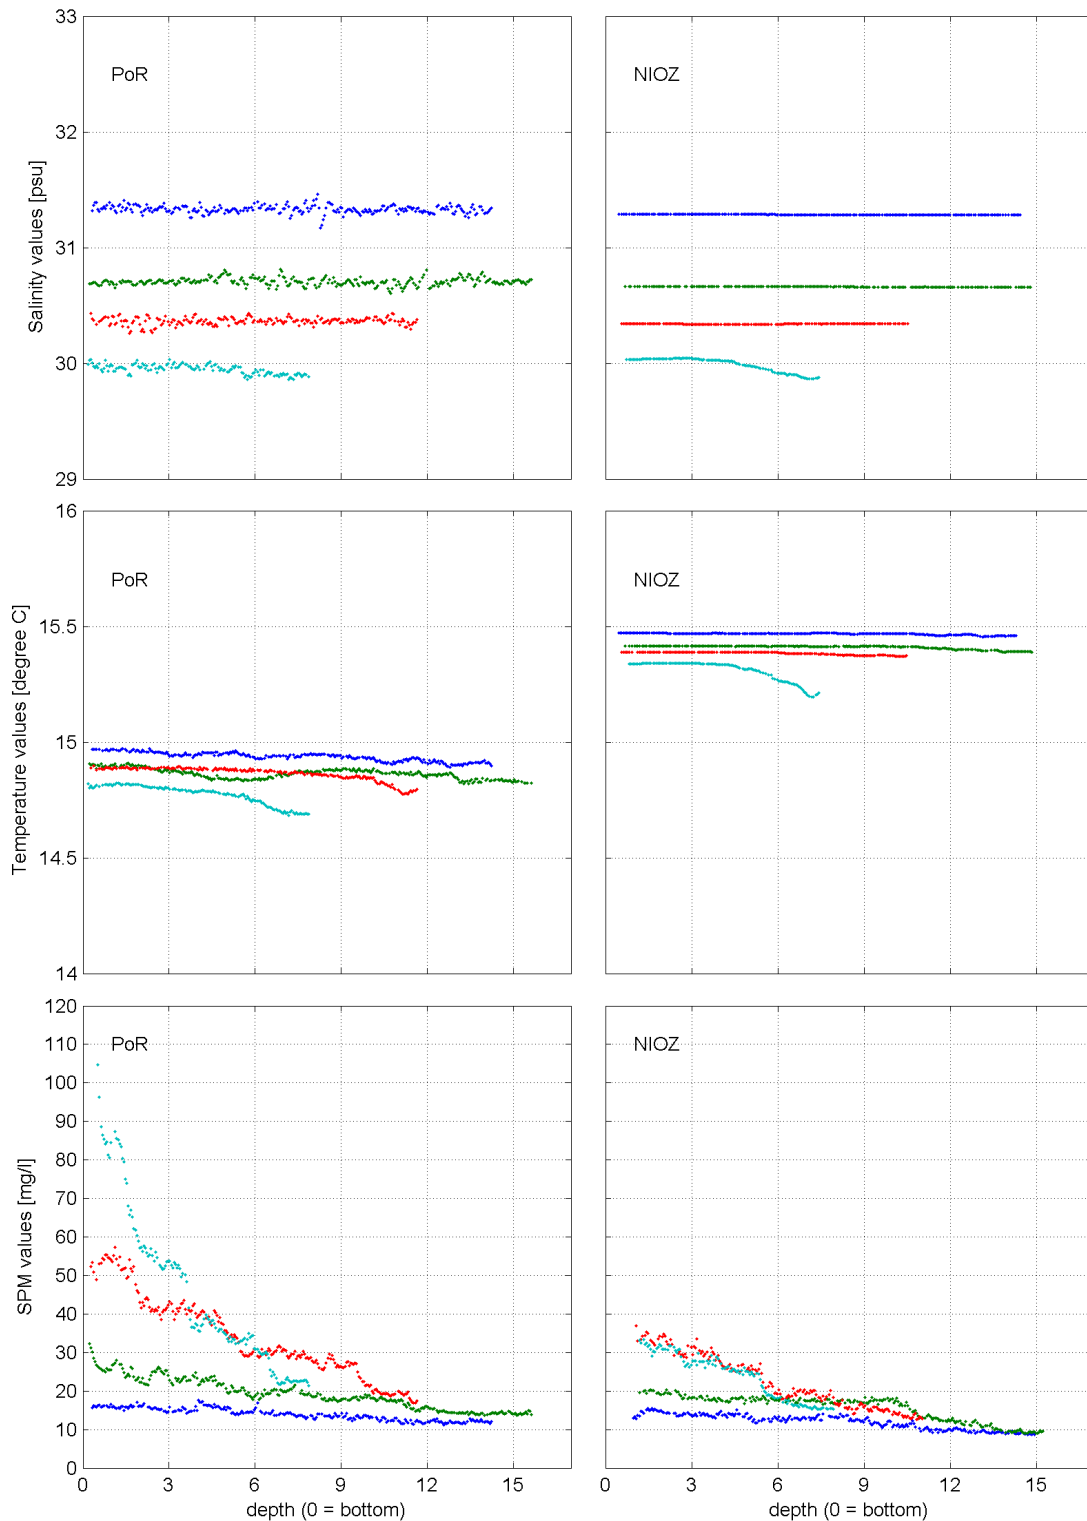 33
PoR
NIOZ
32
31
30
29
Salinity values [psu]
16
PoR
NIOZ
15.5
15
14.5
14
Temperature values [degree C]
120
110
PoR
NIOZ
100
90
80
70
60
50
40
30
20
10
0
SPM values [mg/l]
0 3 6 9 12 15 0 3 6 9 12 15
depth (0 = bottom) depth (0 = bottom)